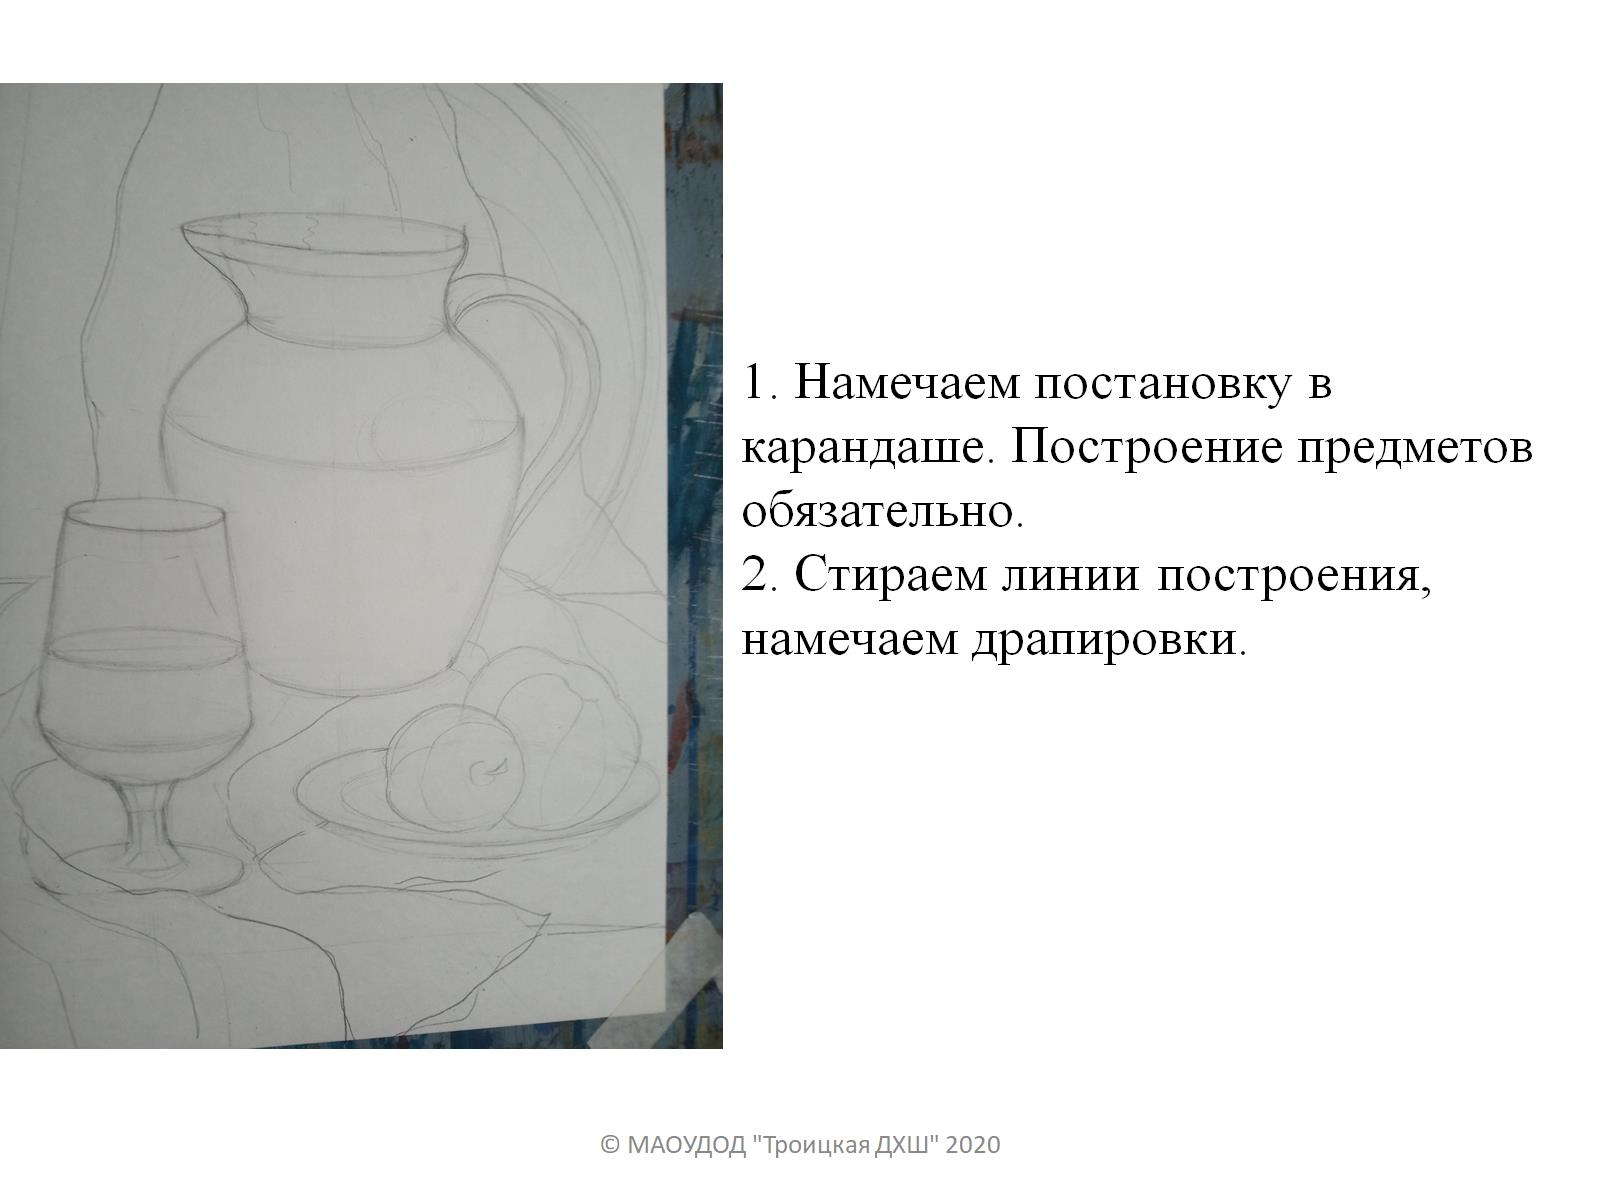 1. Намечаем постановку в
карандаше. Построение предметов
обязательно.
2. Стираем линии построения,
намечаем драпировки.
© МАОУДОД "Троицкая ДХШ" 2020